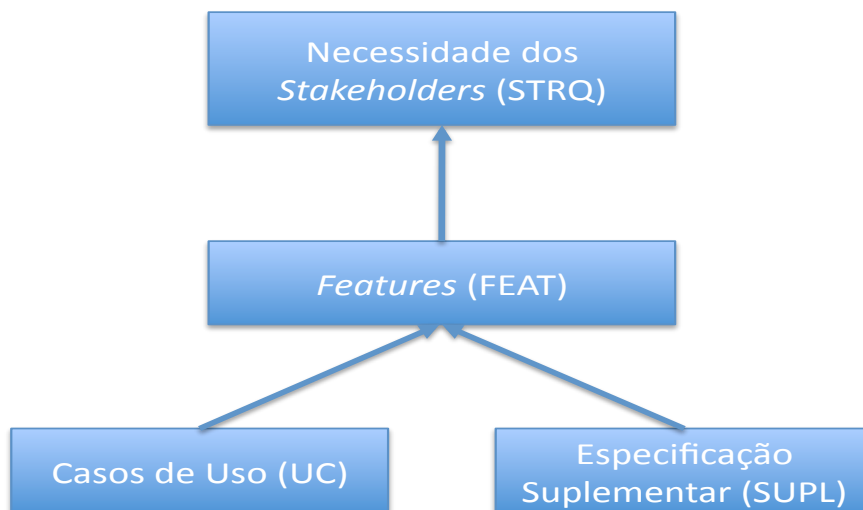 Necessidade dos
Stakeholders (STRQ)
Features (FEAT)
Casos de Uso (UC)
Especificação
Suplementar (SUPL)